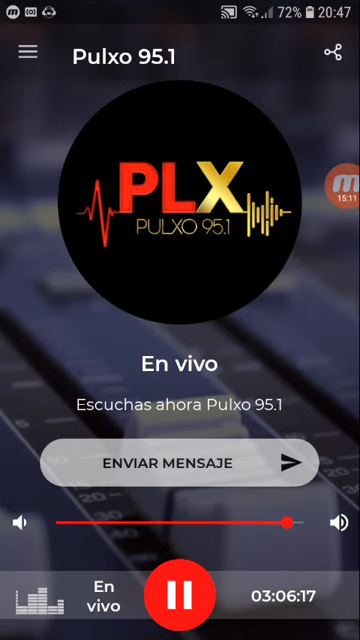 72% 20:47
Pulxo 95.1
PLX
PULXO 95.1
15:11
En vivo
Escuchas ahora Pulxo 95.1
ENVIAR MENSAJE
En
vivo
03:06:17